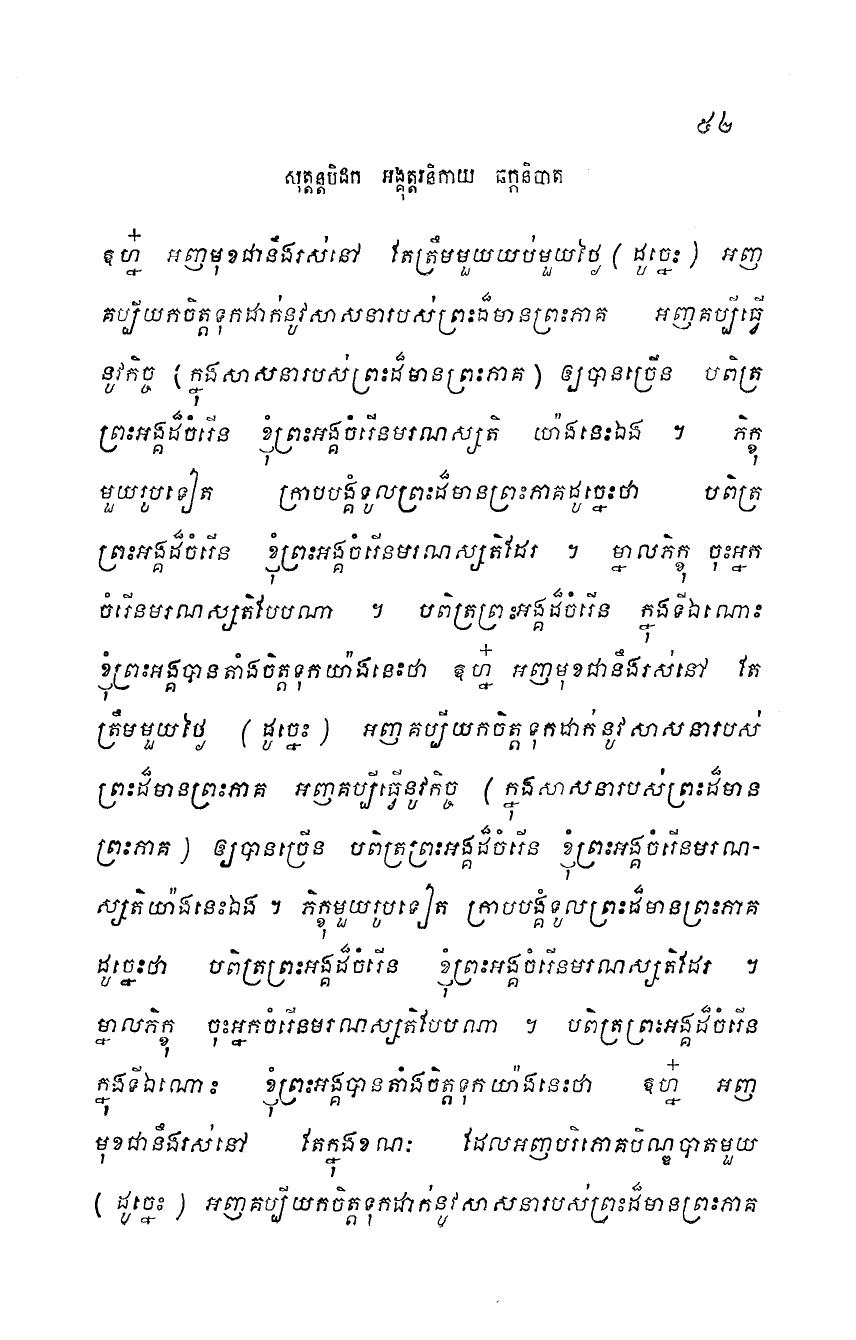 ៥២
សុត្តន្តបិដក អង្គុត្តរនិកាយ ឆក្កនិបាត
ឧហ្ន៎ អញមុខជានឹងរស់នៅ តែត្រឹមមួយយប់មួយថ្ងៃ ( ដូច្នេះ ) អញ
គប្បីយកចិត្តទុកដាក់នូវសាសនារបស់ព្រះដ៏មានព្រះភាគ អញគប្បីធ្វើ
នូវកិច្ច (ក្នុងសាសនារបស់ព្រះដ៏មានព្រះភាគ) ឲ្យបានច្រើន បពិត្រ
ព្រះអង្គដ៏ចំរើន ខ្ញុំព្រះអង្គចំរើនមរណស្សតិ យ៉ាងនេះឯង ។ ភិក្ខុ
មួយរូបទៀត ក្រាបបង្គំទូលព្រះដ៏មានព្រះភាគដូច្នេះថា បពិត្រ
ព្រះអង្គដ៏ចំរើន ខ្ញុំព្រះអង្គចំរើនមរណស្សតិដែរ ។ ម្នាលភិក្ខុ ចុះអ្នក
ចំរើនមរណស្សតិបែបណា ។ បពិត្រព្រះអង្គដ៏ចំរើន ក្នុងទីឯណោះ
ខ្ញុំព្រះអង្គបានតាំងចិត្តទុកយ៉ាងនេះថា ឧហ្ន៎ អញមុខជានឹងរស់នៅ តែ
ត្រឹមមួយថ្ងៃ ( ដូច្នេះ ) អញគប្បីយកចិត្តទុកដាក់នូវសាសនារបស់
ព្រះដ៏មានព្រះភាគ អញគប្បីធ្វើនូវកិច្ច (ក្នុងសាសនារបស់ព្រះដ៏មាន
ព្រះភាគ) ឲ្យបានច្រើន បពិត្រព្រះអង្គដ៏ចំរើន ខ្ញុំព្រះអង្គចំរើនមរណ-
ស្សតិយ៉ាងនេះឯង ។ ភិក្ខុមួយរូបទៀត ក្រាបបង្គំទូលព្រះដ៏មានព្រះភាគ
ដូច្នេះថា បពិត្រព្រះអង្គដ៏ចំរើន ខ្ញុំព្រះអង្គចំរើនមរណស្សតិដែរ ។
ម្នាលភិក្ខុ ចុះអ្នកចំរើនមរណស្សតិបែបណា ។ បពិត្រព្រះអង្គដ៏ចំរើន
ក្នុងទីឯណោះ ខ្ញុំព្រះអង្គបានតាំងចិត្តទុកយ៉ាងនេះថា ឧហ្ន៎ អញ
មុខជានឹងរស់នៅ តែក្នុងខណៈ ដែលអញបរិភោគបិណ្ឌបាតមួយ
( ដូច្នេះ ) អញគប្បីយកចិត្តទុកដាក់នូវសាសនារបស់ព្រះដ៏មានព្រះភាគ